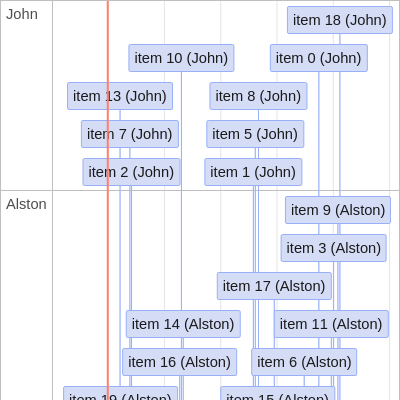 John
item 18 (John)
item 10 (John)
item 0 (John)
item 13 (John)
item 8 (John)
item 7 (John)
item 5 (John)
item 2 (John)
item 1 (John)
Alston
item 9 (Alston)
item 3 (Alston)
item 17 (Alston)
item 14 (Alston)
item 11 (Alston)
item 16 (Alston)
item 6 (Alston)
item 19 (Alston)
item 15 (Alston)